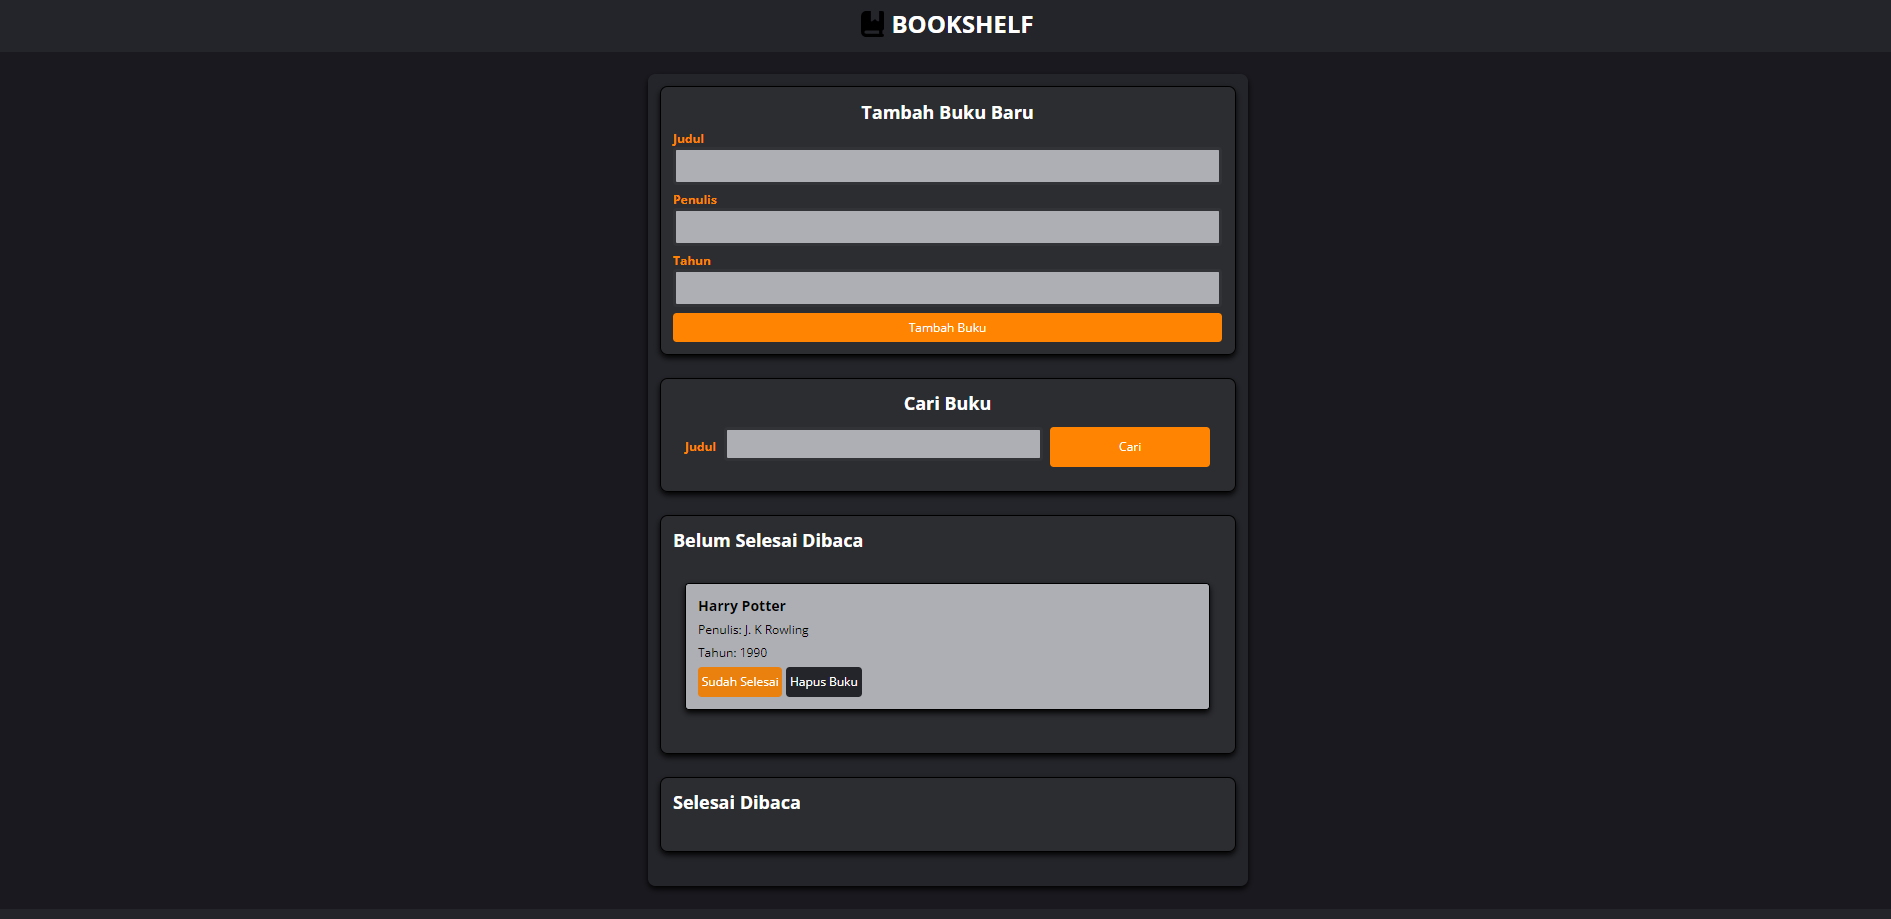 BOOKSHELF
Tambah Buku Baru
Judul
Penulis
Tahun
Tambah Buku
Cari Buku
Judul
Cari
Belum Selesai Dibaca
Harry Potter
Penulis: J. K Rowling
Tahun: 1990
Sudah Selesai Hapus Buku
Selesai Dibaca